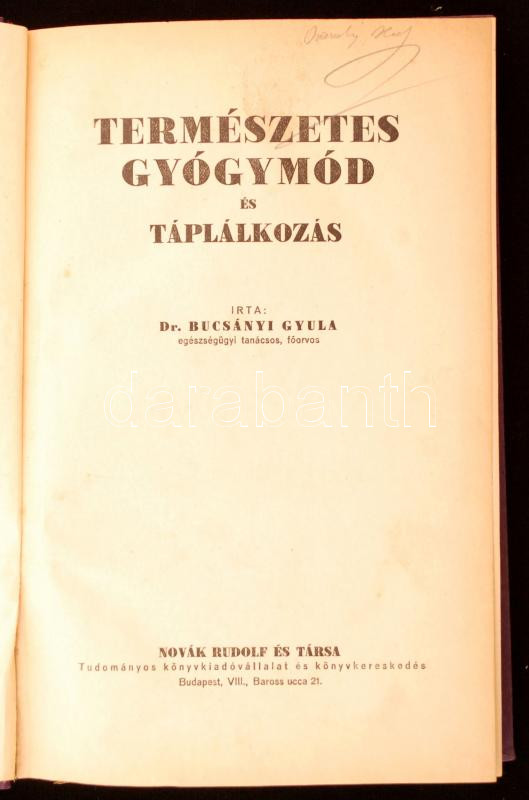 TERMÉSZETES
GYÓGYMÓD
ÉS
TÁPLÁLKOZÁS
IRTA:
Dr. BUCSÁNYI GYULA
egészségügyi tanácsos, főorvos
darabanth
NOVÁK RUDOLF ÉS TÁRSA
Tudományos könyvkiadóvállalat és könyvkereskedés
Budapest, VIII., Baross ucca 21.